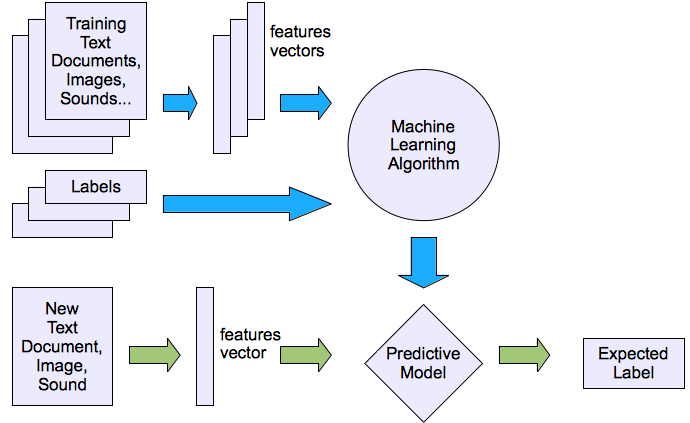 Training
Text
Documents,
Images,
Sounds...
features
vectors
Machine
Learning
Algorithm
Labels
New
Text
Document,
Image,
Sound
features
vector
Predictive
Model
Expected
Label